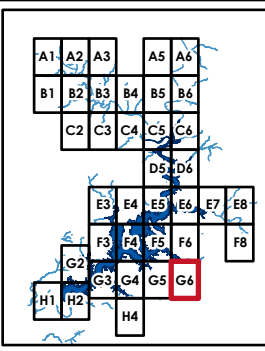 A1 A2 A3 A5 A6
B1 B2 B3 B4 B5 B6
C2 C3 C4 C5 C6
D5 D6
E3 E4 E5 E6 E7 E8
F3 F4 F5 F6 F8
G2 G3 G4 G5 G6
H1 H2 H4